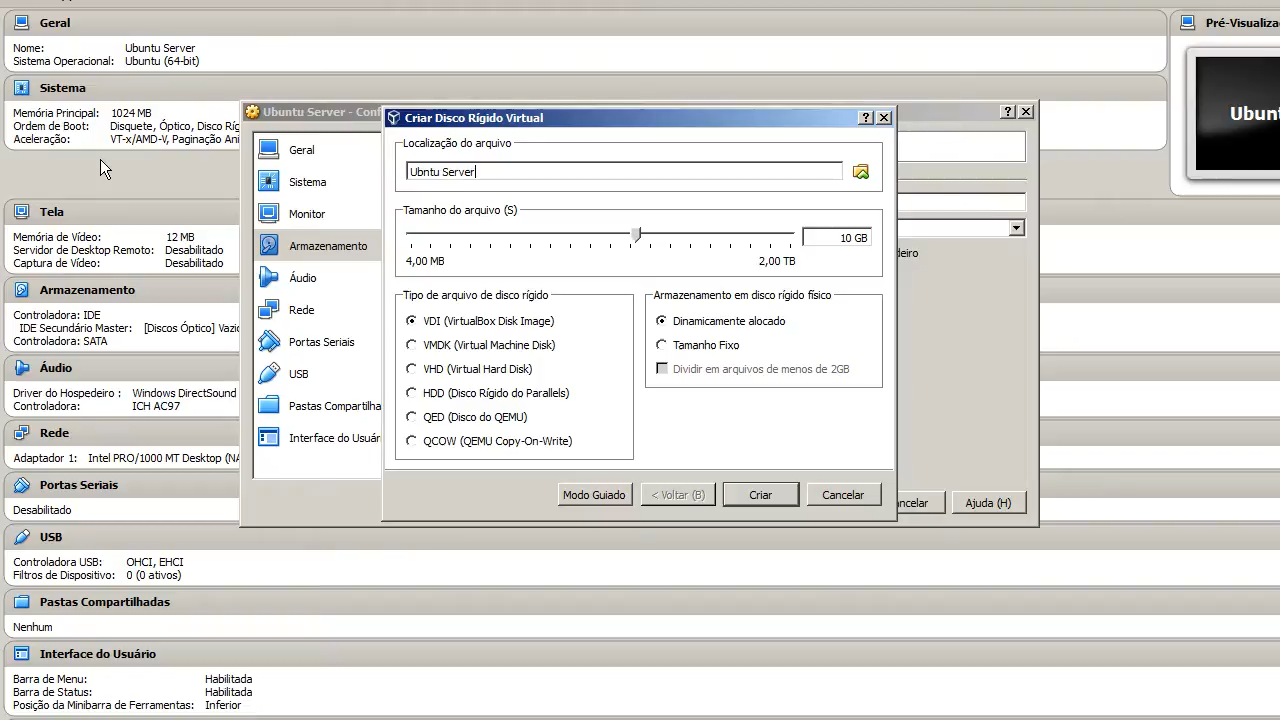 Geral
Nome: Ubuntu Server
Sistema Operacional: Ubuntu (64-bit)
Sistema
Memória Principal: 1024 MB
Ordem de Boot: Disquete, Óptico, Disco Ríg
Aceleração: VT-x/AMD-V, Paginação Ani
Tela
Memória de Vídeo: 12 MB
Servidor de Desktop Remoto: Desabilitado
Captura de Vídeo: Desabilitado
Armazenamento
Controladora: IDE
IDE Secundário Master: [Discos Óptico] Vazio
Controladora: SATA
Áudio
Driver do Hospedeiro : Windows DirectSound
Controladora: ICH AC97
Rede
Adaptador 1: Intel PRO/1000 MT Desktop (NA
Portas Seriais
Desabilitado
USB
Controladora USB: OHCI, EHCI
Filtros de Dispositivo: 0 (0 ativos)
Pastas Compartilhadas
Nenhum
Interface do Usuário
Barra de Menu: Habilitada
Barra de Status: Habilitada
Posição da Minibarra de Ferramentas: Inferior
Pré-Visualiza
Ubunt
Ubuntu Server - Conf
? X
Geral
Sistema
Monitor
Armazenamento
Áudio
Rede
Portas Seriais
USB
Pastas Compartilha
Interface do Usuár
deiro
ncelar
Ajuda (H)
Criar Disco Rígido Virtual
? X
Localização do arquivo
Ubntu Server
Tamanho do arquivo (S)
10 GB
4,00 MB 2,00 TB
Tipo de arquivo de disco rígido
VDI (VirtualBox Disk Image)
VMDK (Virtual Machine Disk)
VHD (Virtual Hard Disk)
HDD (Disco Rígido do Parallels)
QED (Disco do QEMU)
QCOW (QEMU Copy-On-Write)
Armazenamento em disco rígido físico
Dinamicamente alocado
Tamanho Fixo
Dividir em arquivos de menos de 2GB
Modo Guiado
< Voltar (B)
Criar
Cancelar